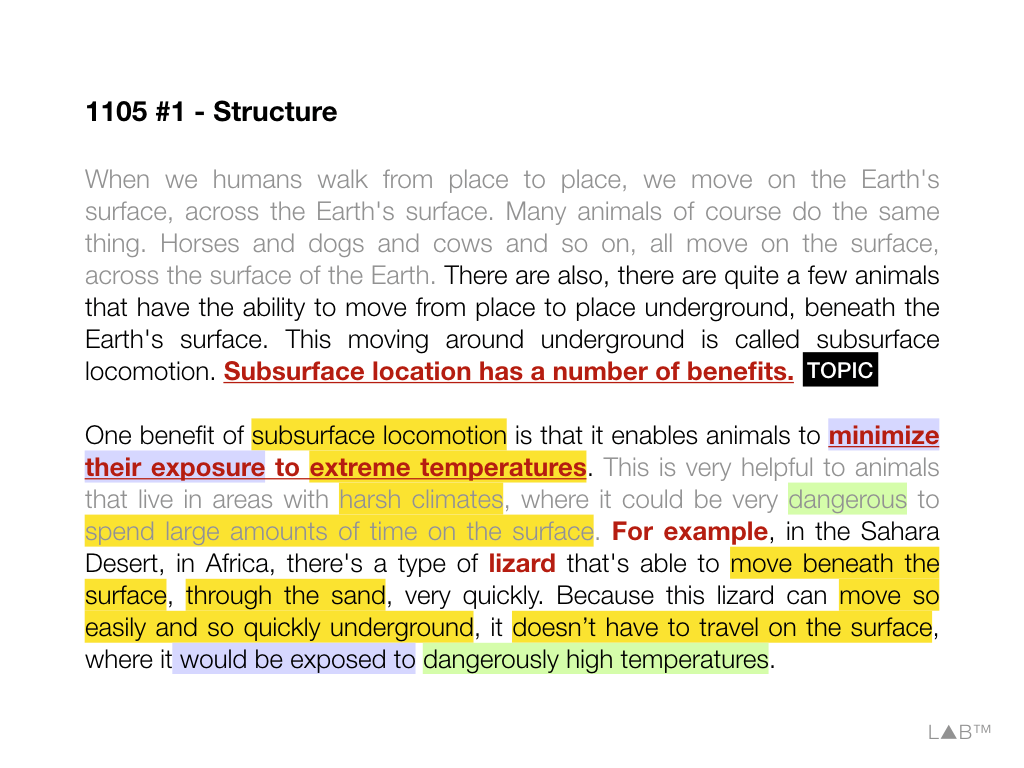 1105 #1 - Structure
When we humans walk from place to place, we move on the Earth's
surface, across the Earth's surface. Many animals of course do the same
thing. Horses and dogs and cows and so on, all move on the surface,
across the surface of the Earth. There are also, there are quite a few animals
that have the ability to move from place to place underground, beneath the
Earth's surface. This moving around underground is called subsurface
locomotion. Subsurface location has a number of benefits. TOPIC
One benefit of subsurface locomotion is that it enables animals to minimize
their exposure to extreme temperatures. This is very helpful to animals
that live in areas with harsh climates, where it could be very dangerous to
spend large amounts of time on the surface. For example, in the Sahara
Desert, in Africa, there's a type of lizard that's able to move beneath the
surface, through the sand, very quickly. Because this lizard can move so
easily and so quickly underground, it doesn’t have to travel on the surface,
where it would be exposed to dangerously high temperatures.
L▲B™